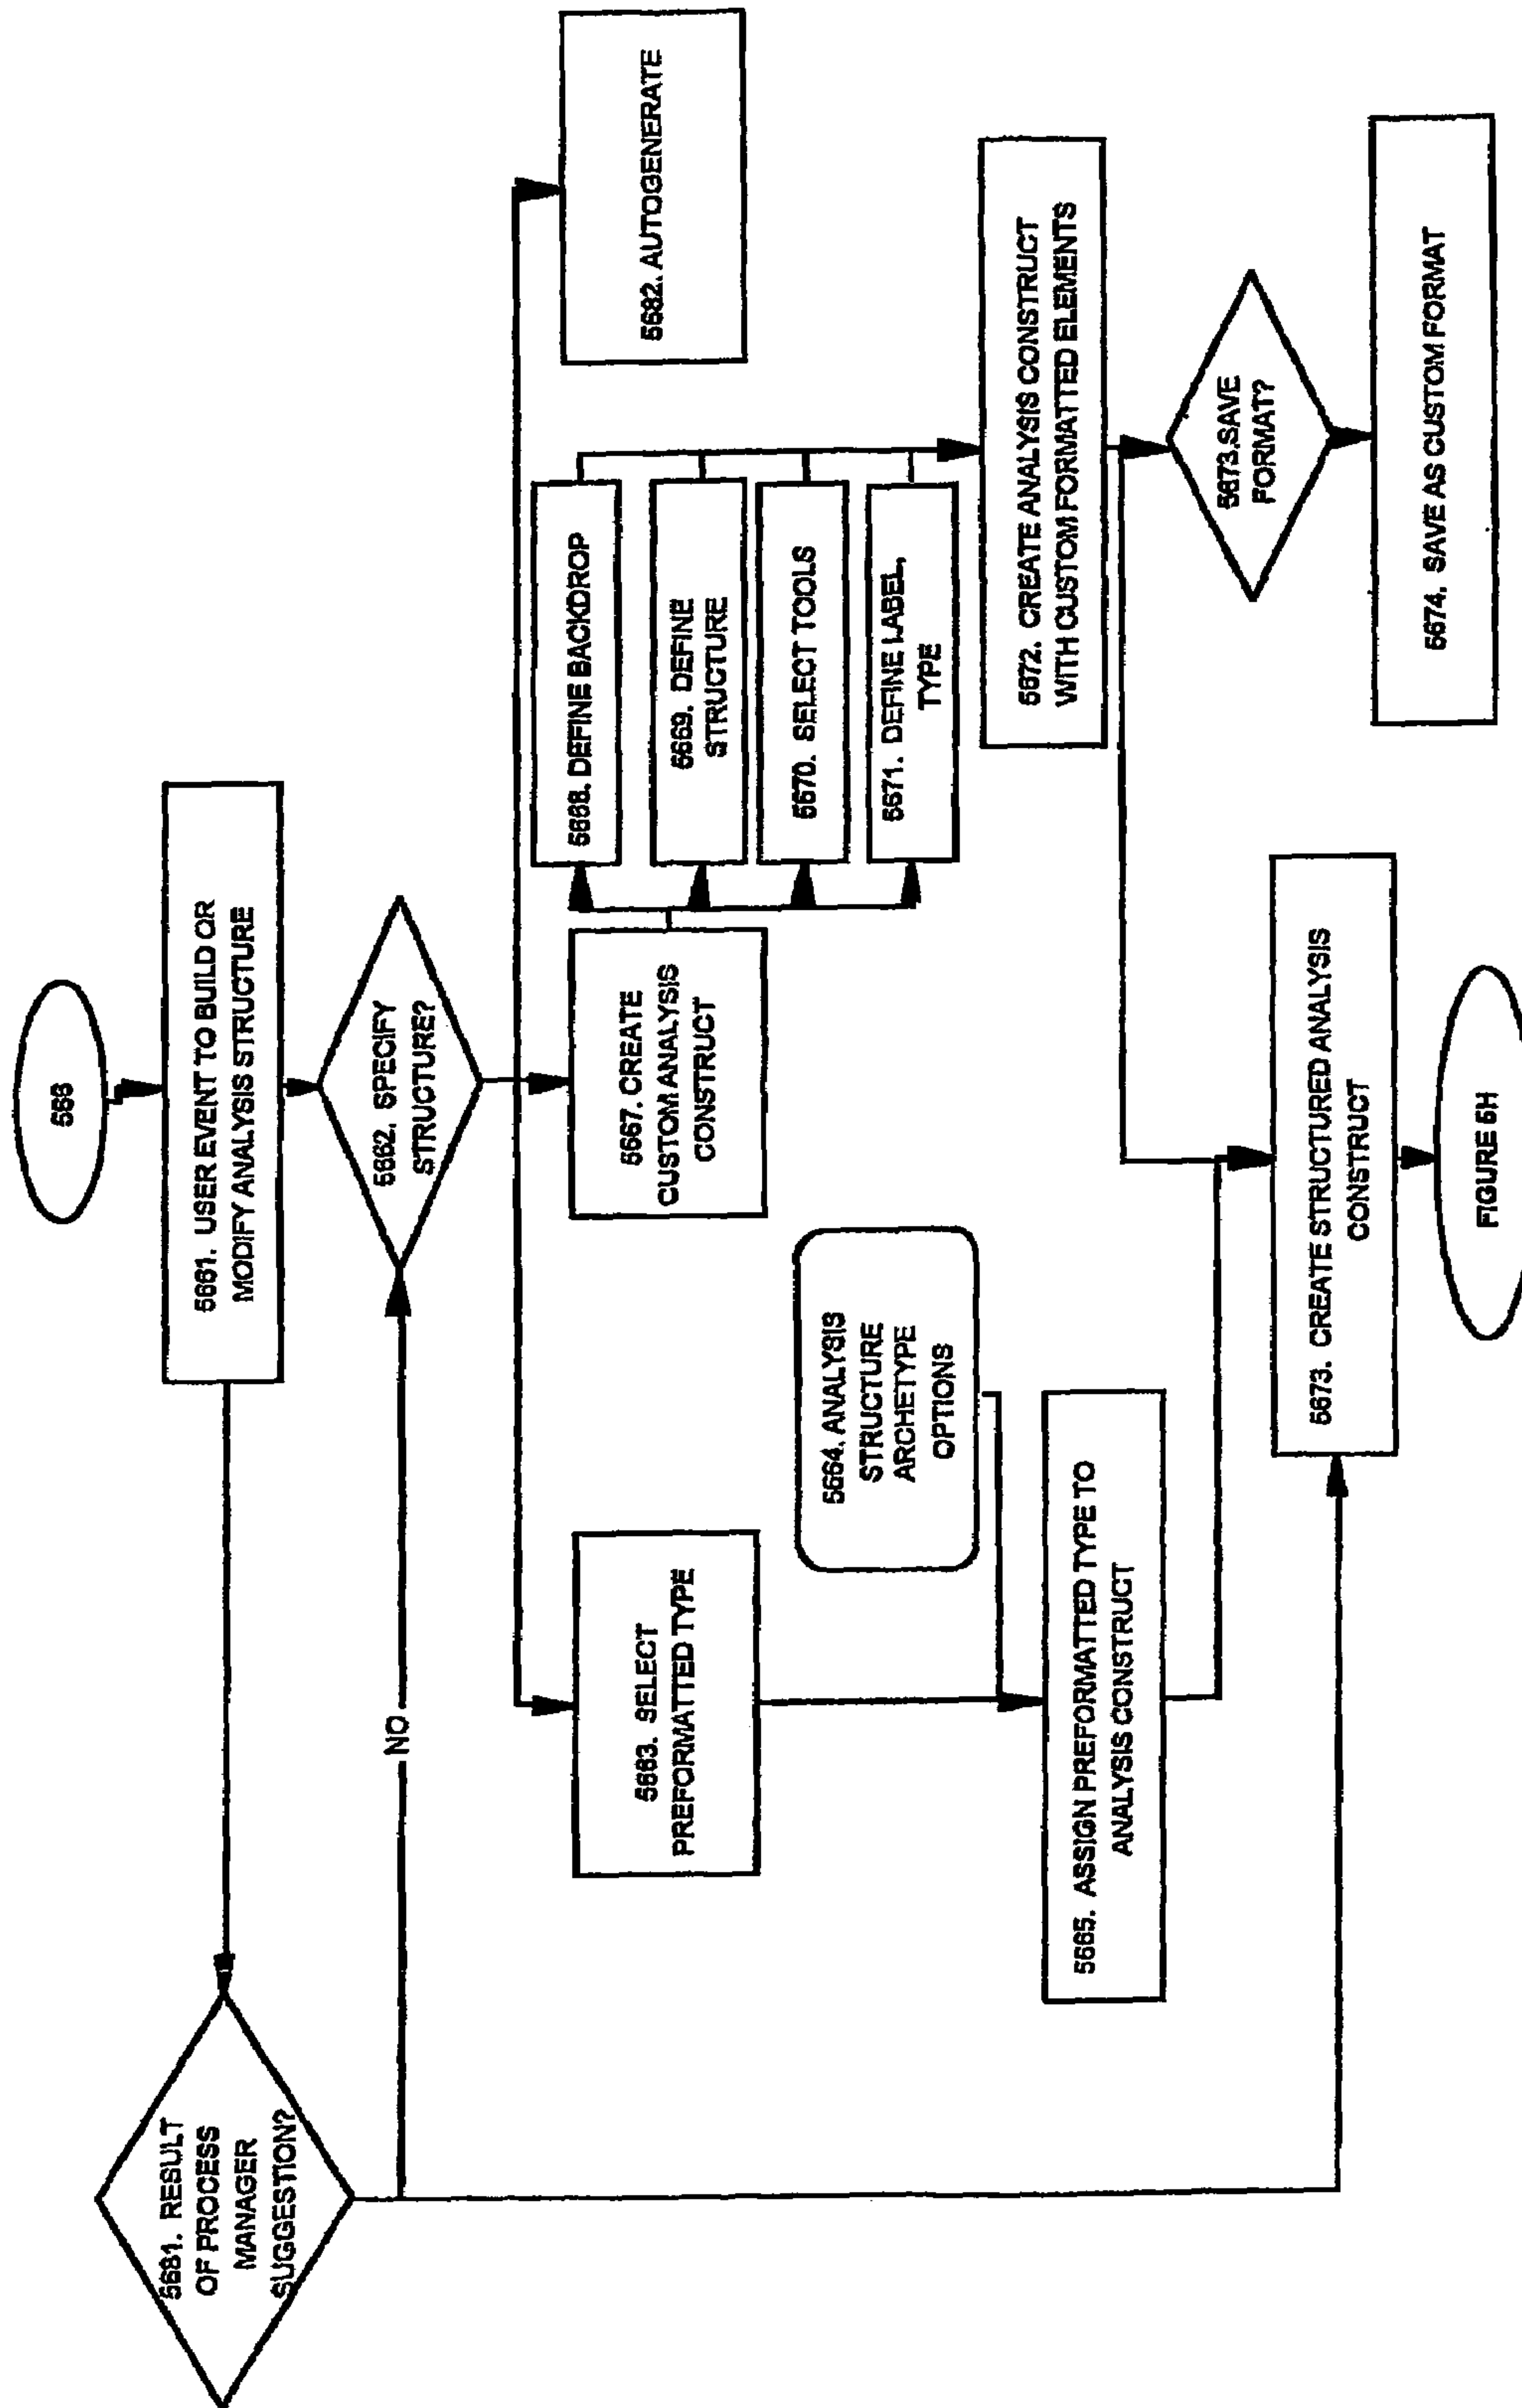 566
5661. USER EVENT TO BUILD OR
MODIFY ANALYSIS STRUCTURE
5681. RESULT
OF PROCESS
MANAGER
SUGGESTION?
NO
5662. SPECIFY
STRUCTURE?
5663. SELECT
PREFORMATTED TYPE
5667. CREATE
CUSTOM ANALYSIS
CONSTRUCT
5668. DEFINE BACKDROP
5669. DEFINE
STRUCTURE
5670. SELECT TOOLS
5671. DEFINE LABEL,
TYPE
5682. AUTOGENERATE
5664. ANALYSIS
STRUCTURE
ARCHETYPE
OPTIONS
5665. ASSIGN PREFORMATTED TYPE TO
ANALYSIS CONSTRUCT
5672. CREATE ANALYSIS CONSTRUCT
WITH CUSTOM FORMATTED ELEMENTS
5673.SAVE
FORMAT?
5673. CREATE STRUCTURED ANALYSIS
CONSTRUCT
5674. SAVE AS CUSTOM FORMAT
FIGURE 5H